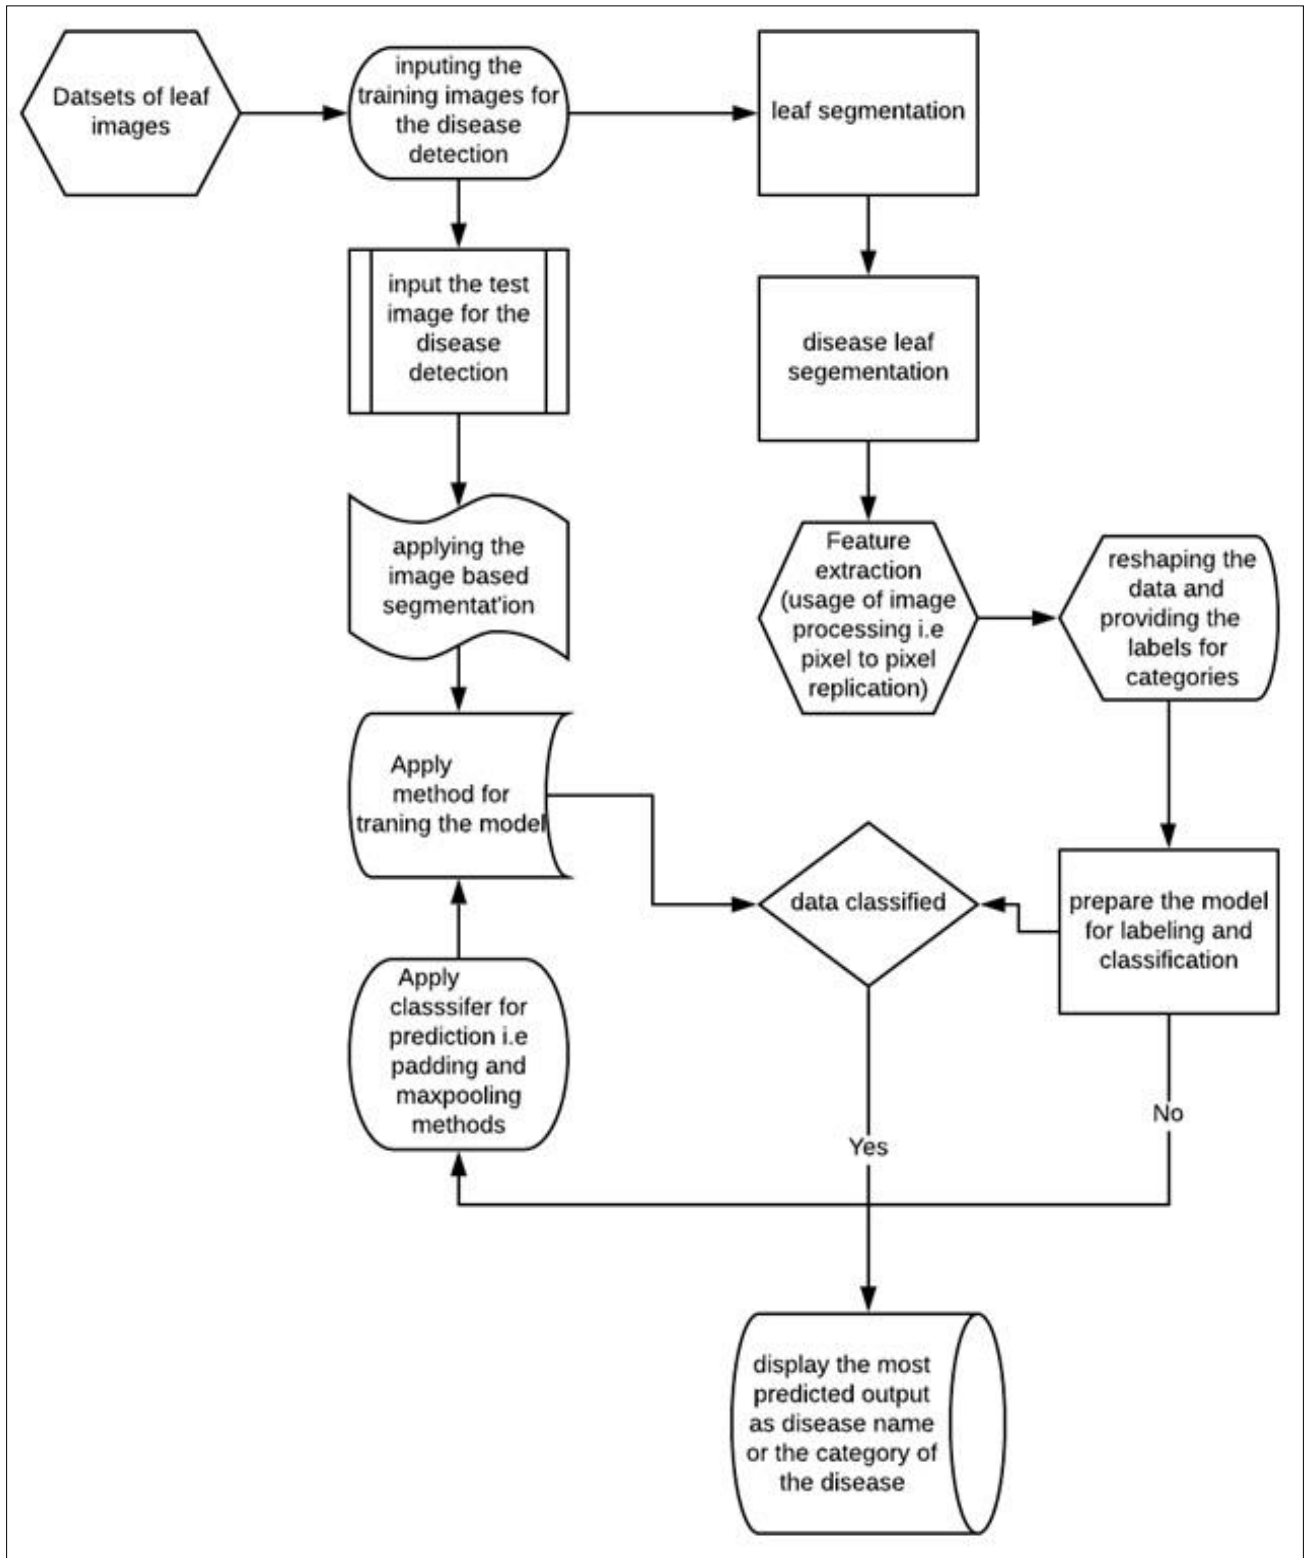 Datsets of leaf
images
inputing the
training images for
the disease
detection
leaf segmentation
input the test
image for the
disease
detection
disease leaf
segementation
applying the
image based
segmentat'ion
Feature
extraction
(usage of image
processing i.e
pixel to pixel
replication)
reshaping the
data and
providing the
labels for
categories
Apply
method for
traning the model
data classified
prepare the model
for labeling and
classification
Apply
classsifer for
prediction i.e
padding and
maxpooling
methods
No
Yes
display the most
predicted output
as disease name
or the category of
the disease